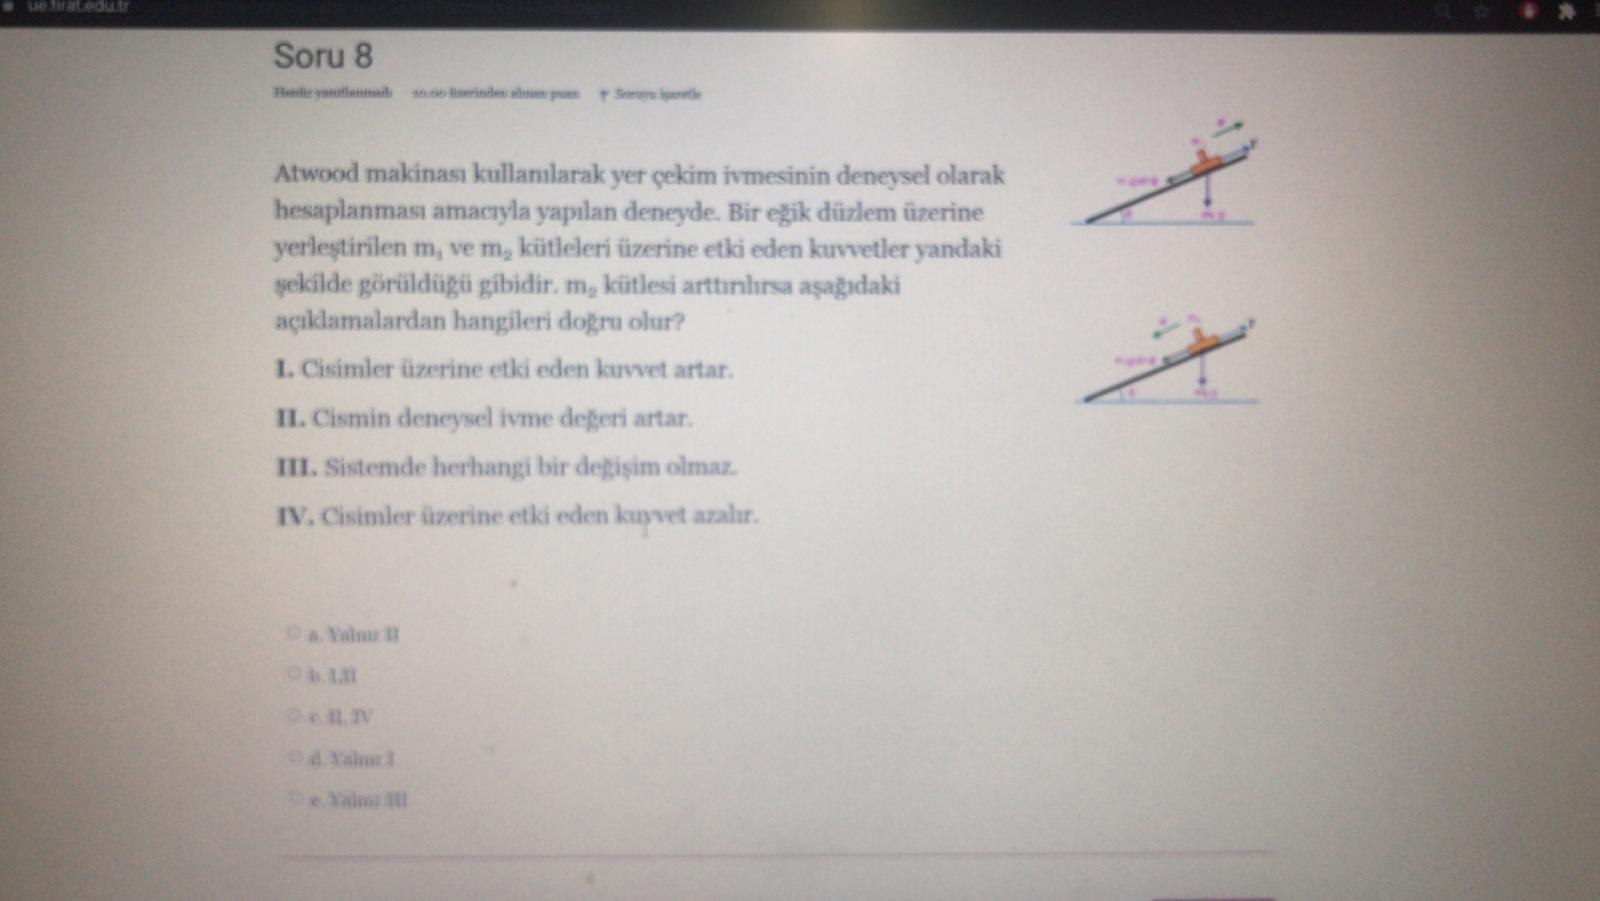 ue.firat.edu.tr
Soru 8
Henüz yanıtlanmadı 10,00 üzerinden alınan puan Soruyu işaretle
Atwood makinası kullanılarak yer çekim ivmesinin deneysel olarak
hesaplanması amacıyla yapılan deneyde. Bir eğik düzlem üzerine
yerleştirilen m₁ ve m₂ kütleleri üzerine etki eden kuvvetler yandaki
şekilde görüldüğü gibidir. m₂ kütlesi arttırılırsa aşağıdaki
açıklamalardan hangileri doğru olur?
I. Cisimler üzerine etki eden kuvvet artar.
II. Cismin deneysel ivme değeri artar.
III. Sistemde herhangi bir değişim olmaz.
IV. Cisimler üzerine etki eden kuvvet azalır.
a. Yalnız II
b. I,II
c. II, IV
d. Yalnız I
e. Yalnız III